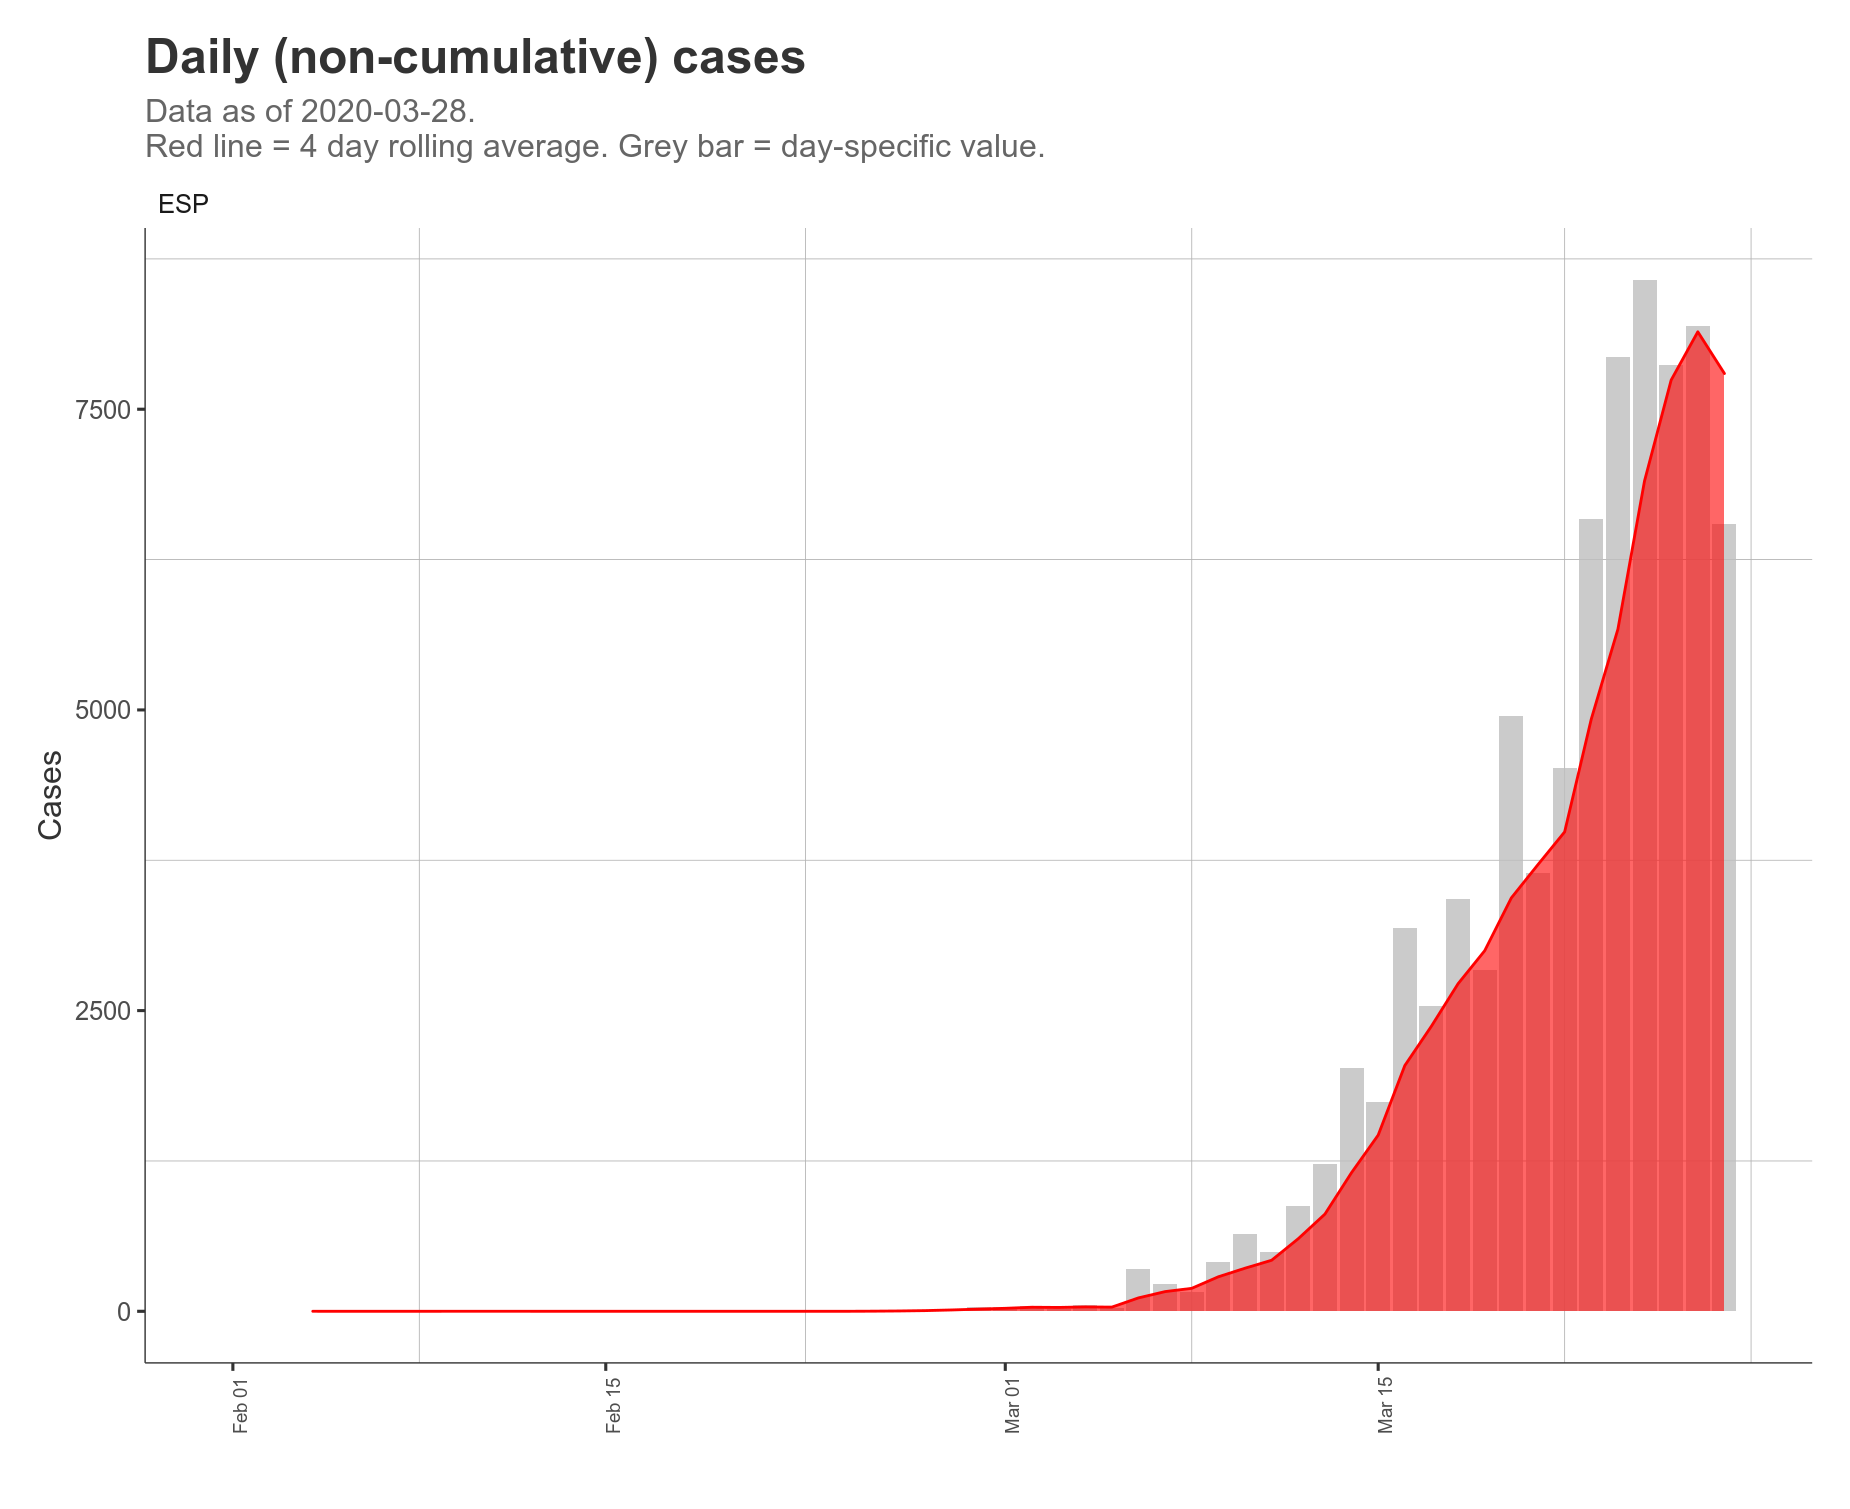 Daily (non-cumulative) cases
Data as of 2020-03-28.
Red line = 4 day rolling average. Grey bar = day-specific value.
ESP
7500
5000
2500
0
Cases
Feb 01
Feb 15
Mar 01
Mar 15